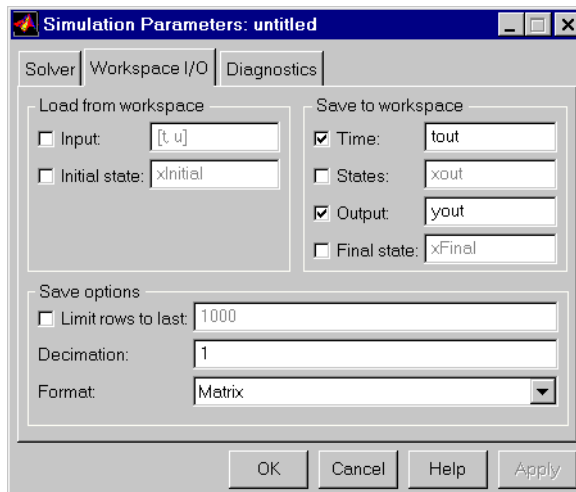 Simulation Parameters: untitled
Solver Workspace I/O Diagnostics
Load from workspace
Input: [t, u]
Initial state: xInitial
Save to workspace
Time: tout
States: xout
Output: yout
Final state: xFinal
Save options
Limit rows to last: 1000
Decimation: 1
Format: Matrix
OK Cancel Help Apply